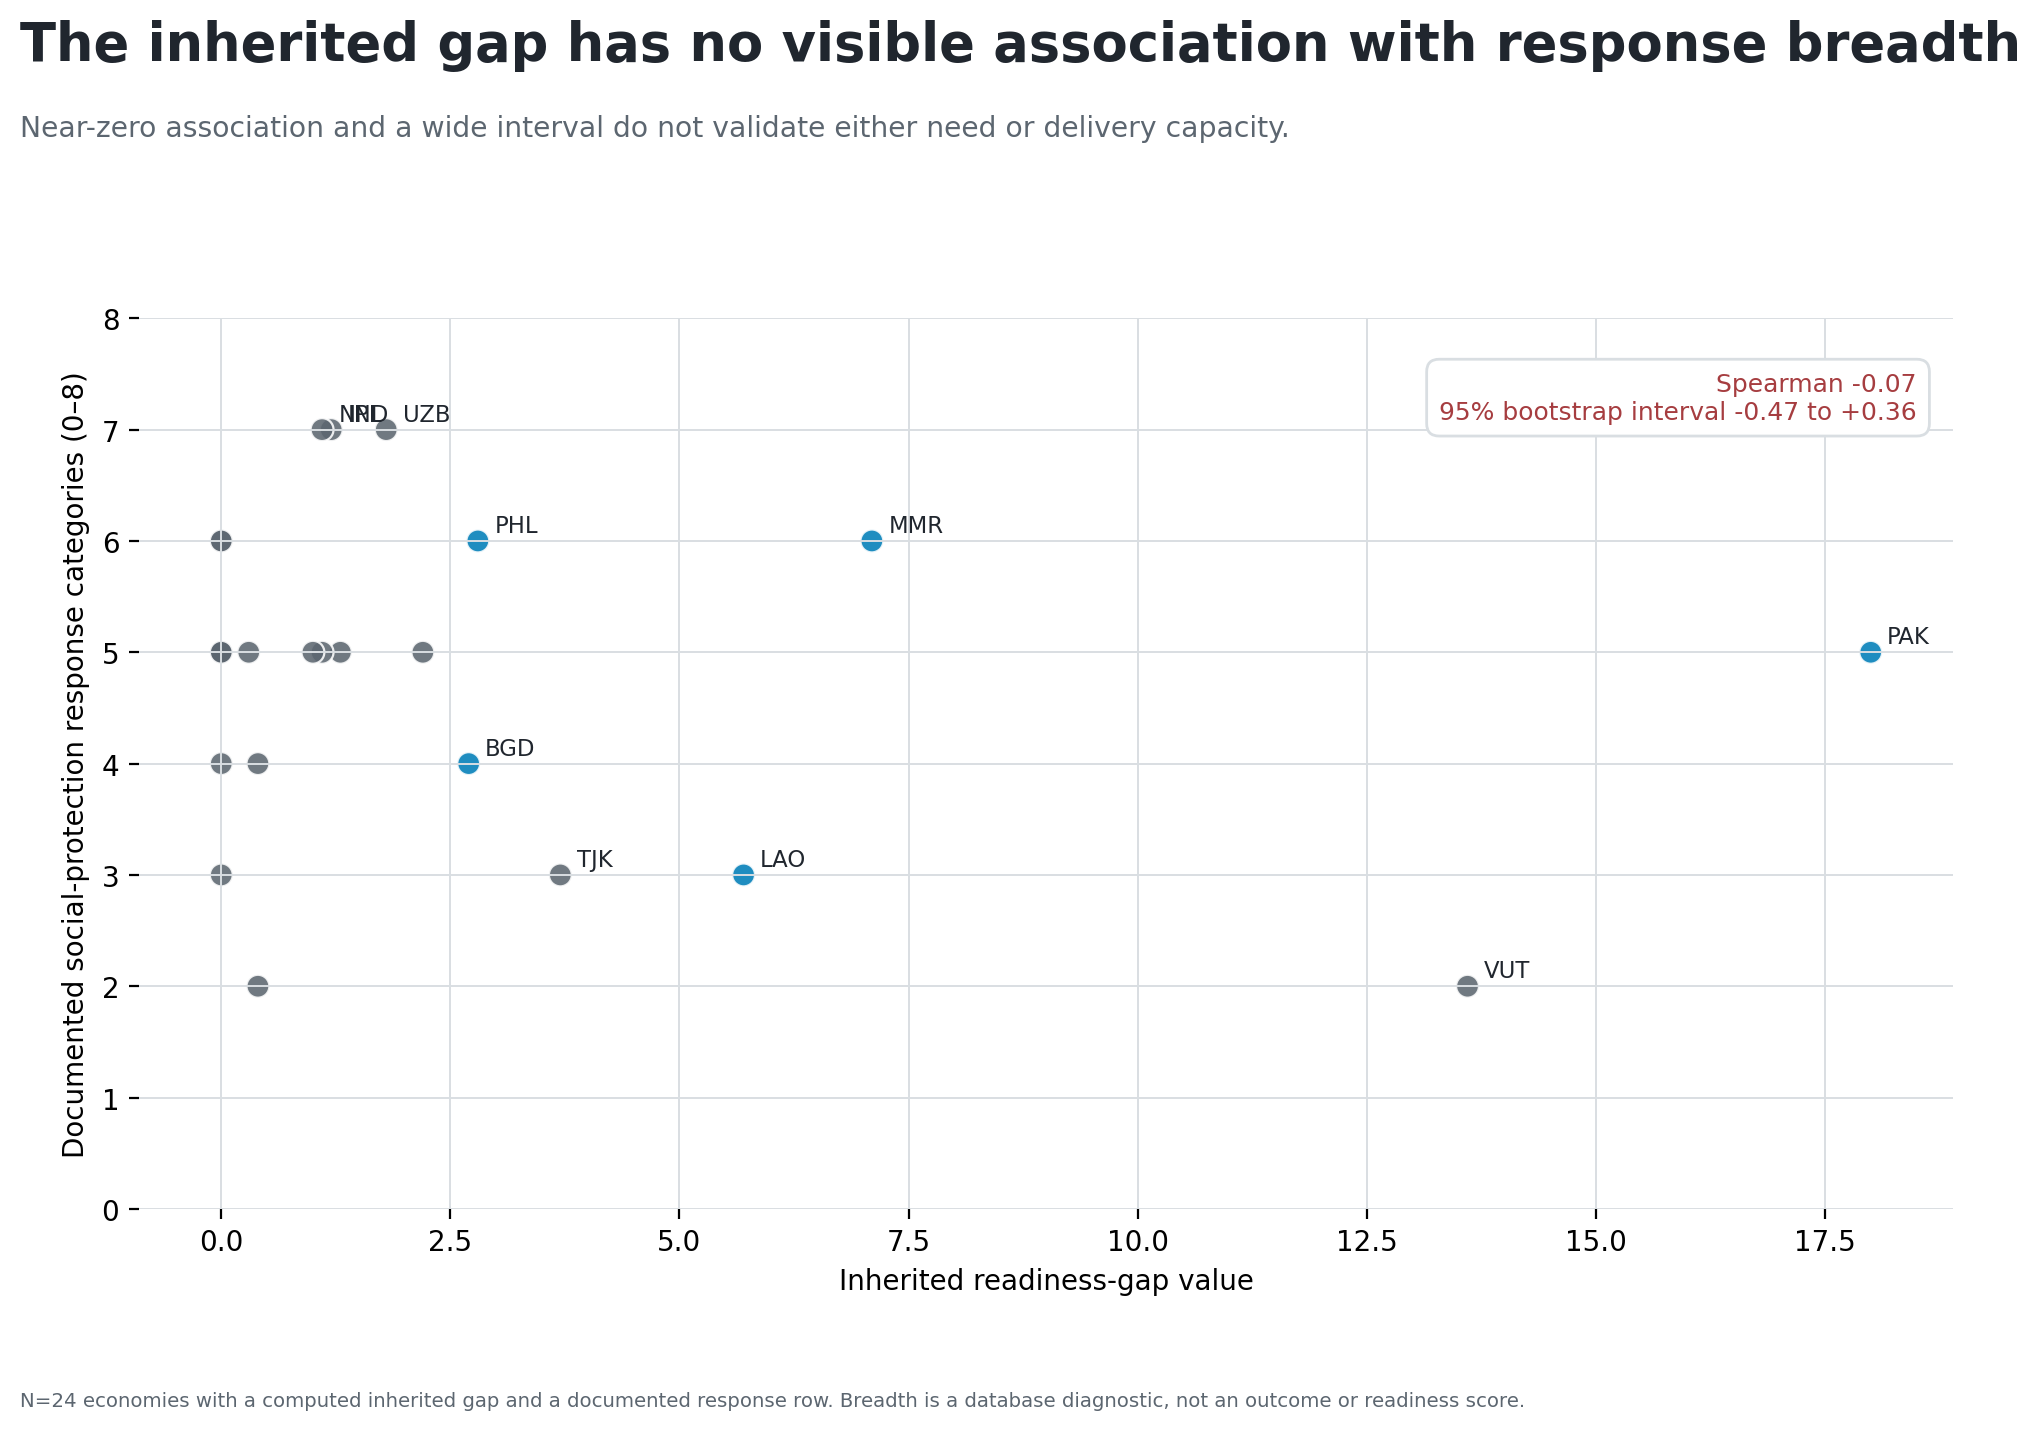 The inherited gap has no visible association with response breadth
Near-zero association and a wide interval do not validate either need or delivery capacity.
8
7
6
5
4
3
2
1
0
Documented social-protection response categories (0–8)
Spearman -0.07
95% bootstrap interval -0.47 to +0.36
UZB
PHL
MMR
PAK
BGD
TJK
LAO
VUT
0.0
2.5
5.0
7.5
10.0
12.5
15.0
17.5
Inherited readiness-gap value
N=24 economies with a computed inherited gap and a documented response row. Breadth is a database diagnostic, not an outcome or readiness score.